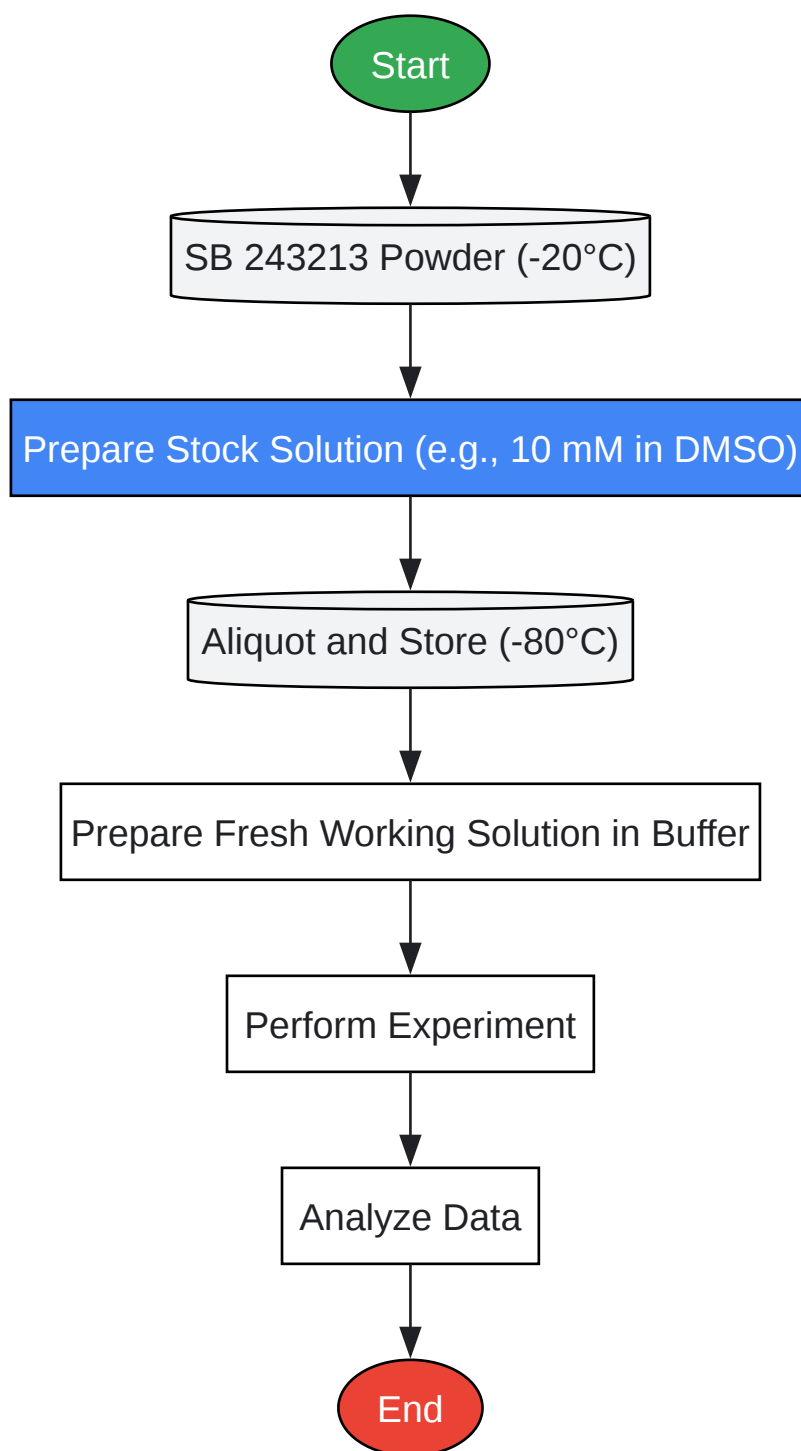 Start
SB 243213 Powder (-20°C)
Prepare Stock Solution (e.g., 10 mM in DMSO)
Aliquot and Store (-80°C)
Prepare Fresh Working Solution in Buffer
Perform Experiment
Analyze Data
End